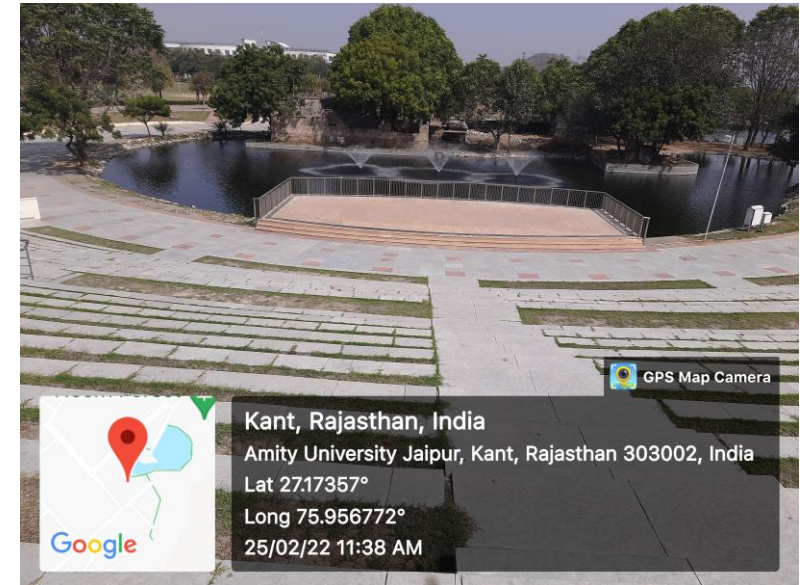 GPS Map Camera
Kant, Rajasthan, India
Amity University Jaipur, Kant, Rajasthan 303002, India
Lat 27.17357°
Long 75.956772°
25/02/22 11:38 AM
Google